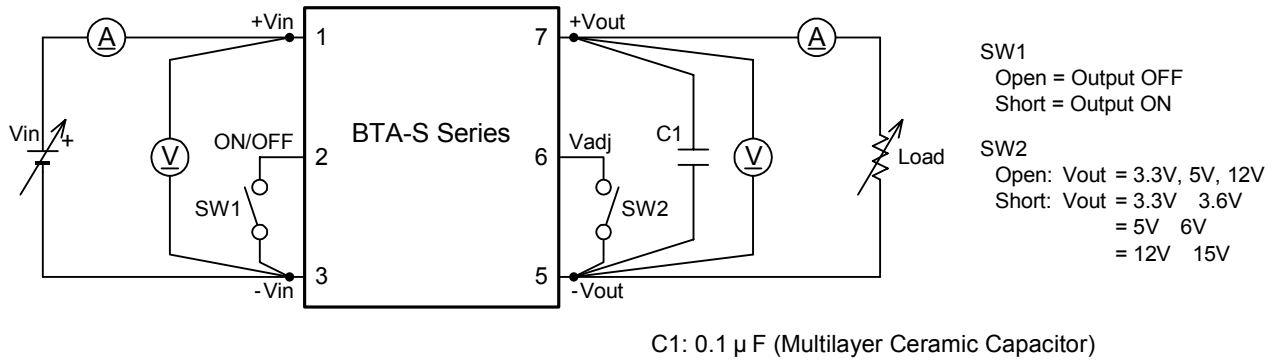 +Vin
+Vout
A
1
7
A
SW1
Open = Output OFF
Short = Output ON
Vin
+
V
ON/OFF
2
BTA-S Series
Vadj
6
C1
V
Load
SW1
SW2
SW2
Open: Vout = 3.3V, 5V, 12V
Short: Vout = 3.3V 3.6V
= 5V 6V
= 12V 15V
3
5
-Vin
-Vout
C1: 0.1 μ F (Multilayer Ceramic Capacitor)